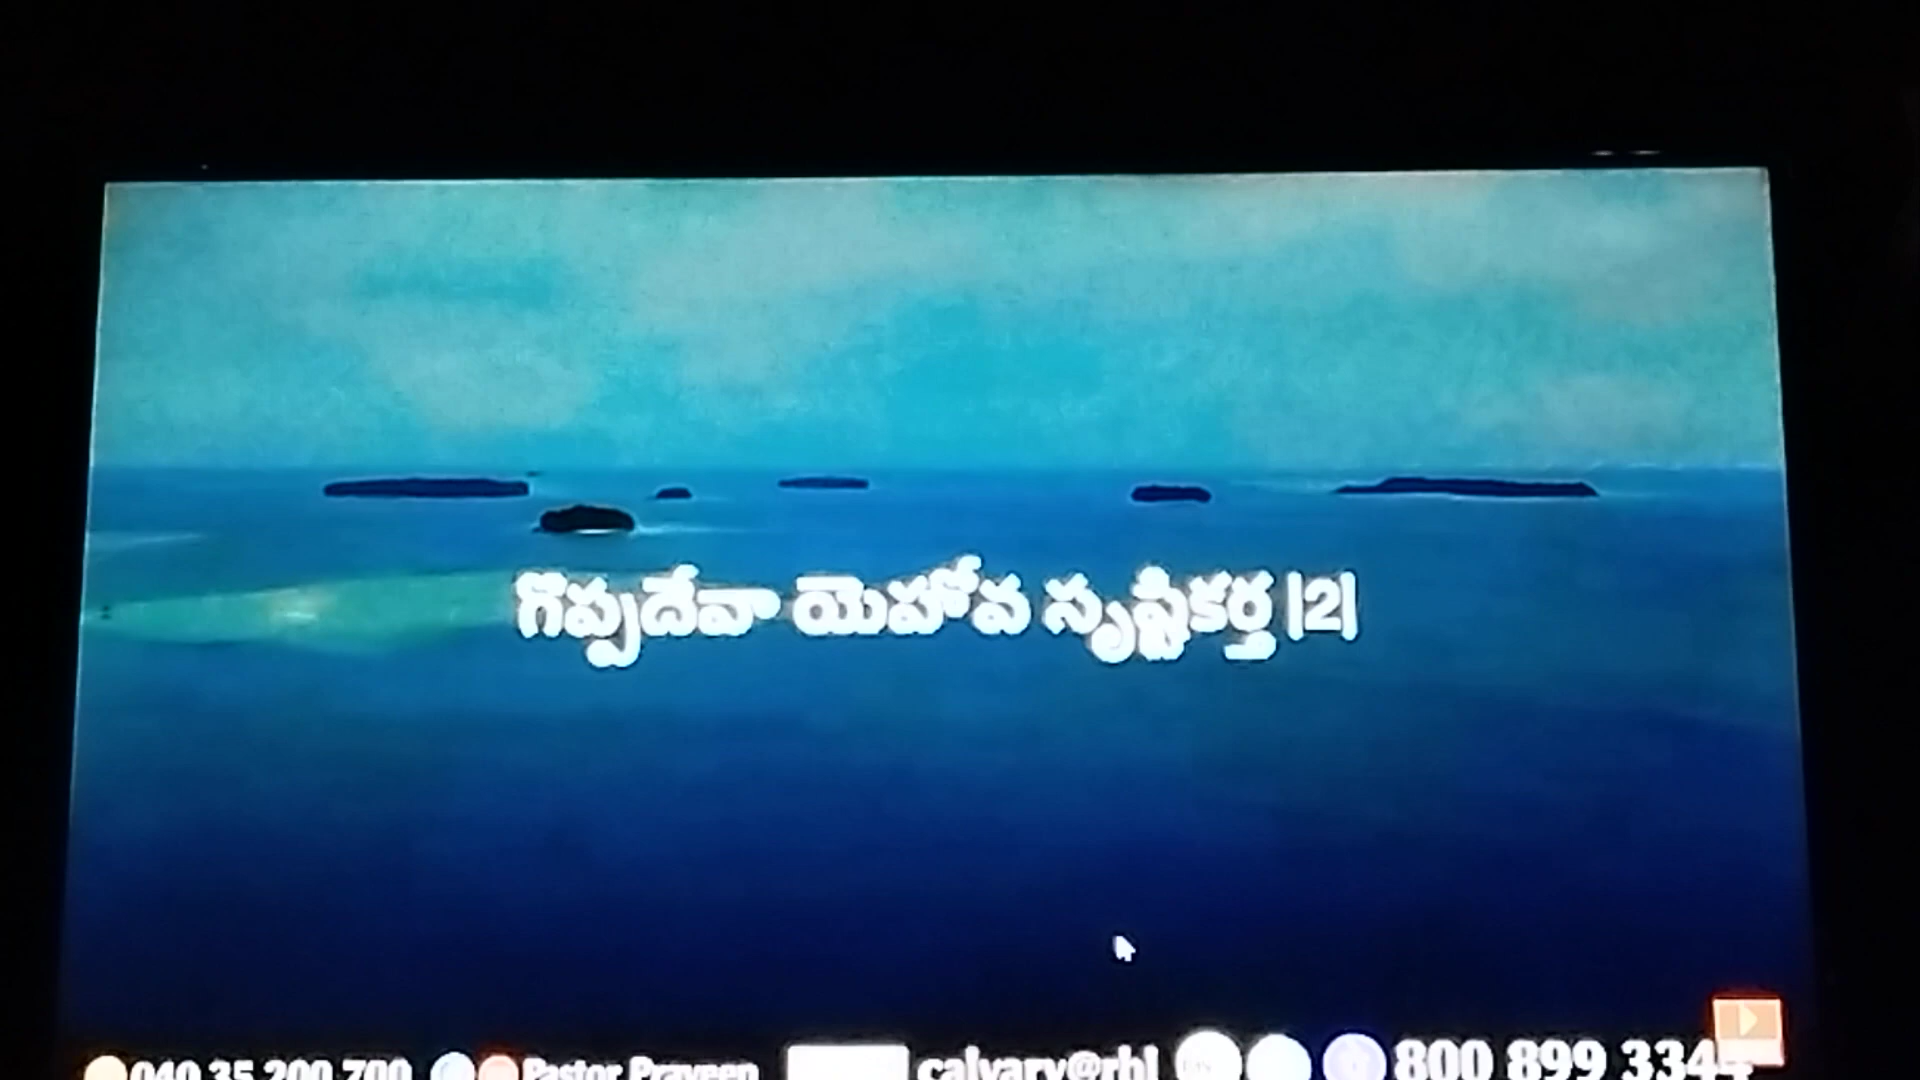 గొప్పదేవా యెహోవ సృష్టికర్త |2|
040 35 200 700 Pastor Praveen calvary@rbl 800 899 334